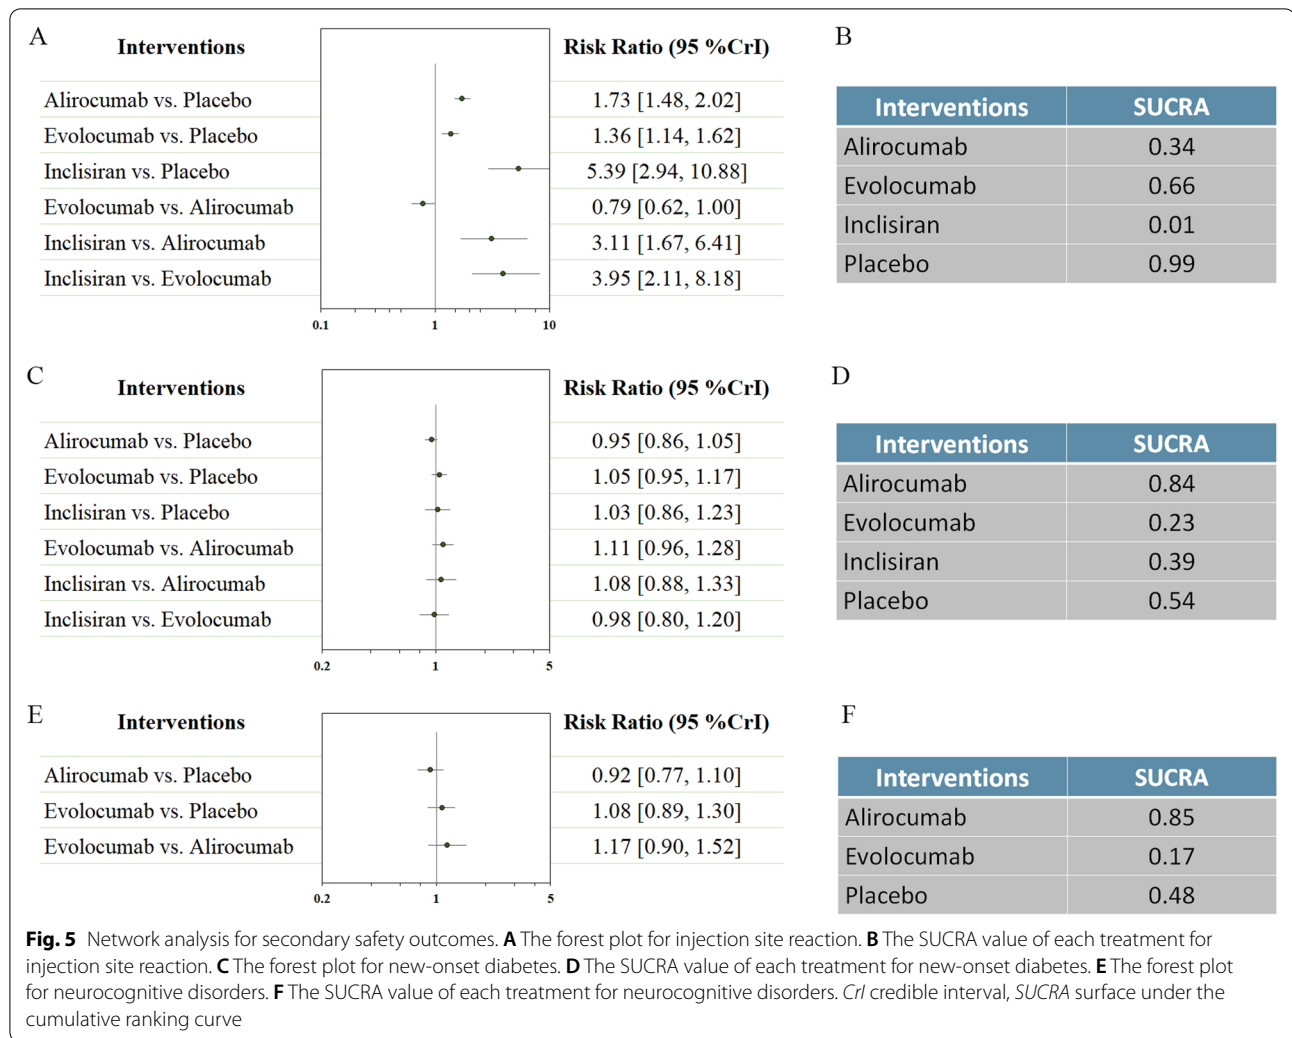 A
Interventions
Risk Ratio (95 %CrI)
Alirocumab vs. Placebo
1.73 [1.48, 2.02]
Evolocumab vs. Placebo
1.36 [1.14, 1.62]
Inclisiran vs. Placebo
5.39 [2.94, 10.88]
Evolocumab vs. Alirocumab
0.79 [0.62, 1.00]
Inclisiran vs. Alirocumab
3.11 [1.67, 6.41]
Inclisiran vs. Evolocumab
3.95 [2.11, 8.18]
0.1 1 10
B
Interventions SUCRA
Alirocumab 0.34
Evolocumab 0.66
Inclisiran 0.01
Placebo 0.99
C
Interventions
Risk Ratio (95 %CrI)
Alirocumab vs. Placebo
0.95 [0.86, 1.05]
Evolocumab vs. Placebo
1.05 [0.95, 1.17]
Inclisiran vs. Placebo
1.03 [0.86, 1.23]
Evolocumab vs. Alirocumab
1.11 [0.96, 1.28]
Inclisiran vs. Alirocumab
1.08 [0.88, 1.33]
Inclisiran vs. Evolocumab
0.98 [0.80, 1.20]
0.2 1 5
D
Interventions SUCRA
Alirocumab 0.84
Evolocumab 0.23
Inclisiran 0.39
Placebo 0.54
E
Interventions
Risk Ratio (95 %CrI)
Alirocumab vs. Placebo
0.92 [0.77, 1.10]
Evolocumab vs. Placebo
1.08 [0.89, 1.30]
Evolocumab vs. Alirocumab
1.17 [0.90, 1.52]
0.2 1 5
F
Interventions SUCRA
Alirocumab 0.85
Evolocumab 0.17
Placebo 0.48
Fig. 5 Network analysis for secondary safety outcomes. A The forest plot for injection site reaction. B The SUCRA value of each treatment for
injection site reaction. C The forest plot for new-onset diabetes. D The SUCRA value of each treatment for new-onset diabetes. E The forest plot
for neurocognitive disorders. F The SUCRA value of each treatment for neurocognitive disorders. CrI credible interval, SUCRA surface under the
cumulative ranking curve